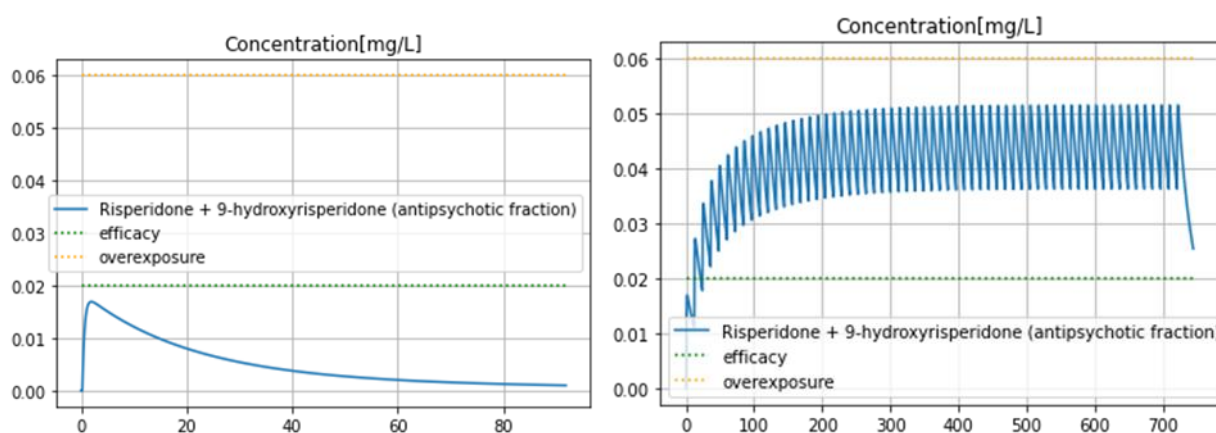 Concentration[mg/L]
0.06
0.05
0.04
0.03
0.02
0.01
0.00
Risperidone + 9-hydroxyrisperidone (antipsychotic fraction)
efficacy
overexposure
0 20 40 60 80
Concentration[mg/L]
0.06
0.05
0.04
0.03
0.02
0.01
0.00
Risperidone + 9-hydroxyrisperidone (antipsychotic fraction)
efficacy
overexposure
0 100 200 300 400 500 600 700